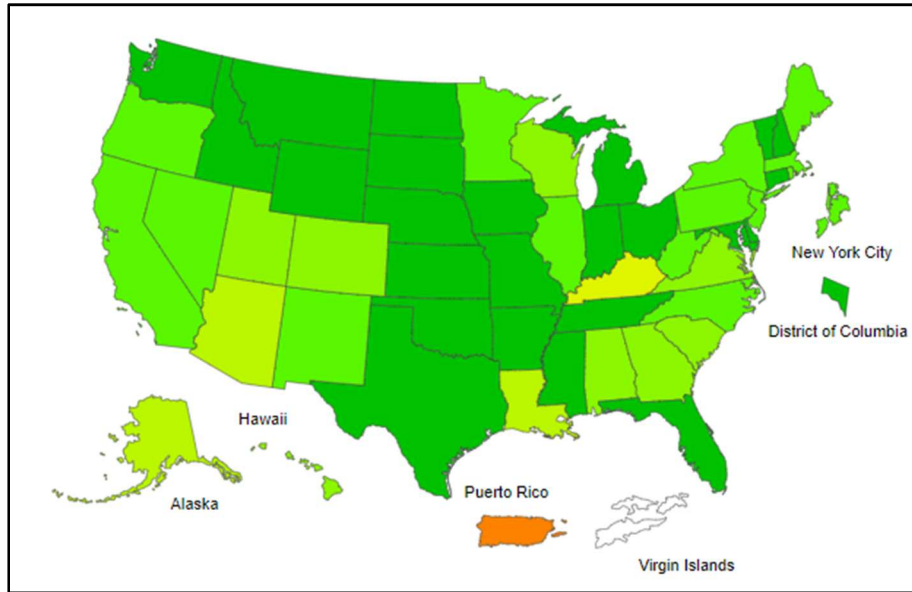 New York City
District of Columbia
Hawaii
Alaska
Puerto Rico
Virgin Islands